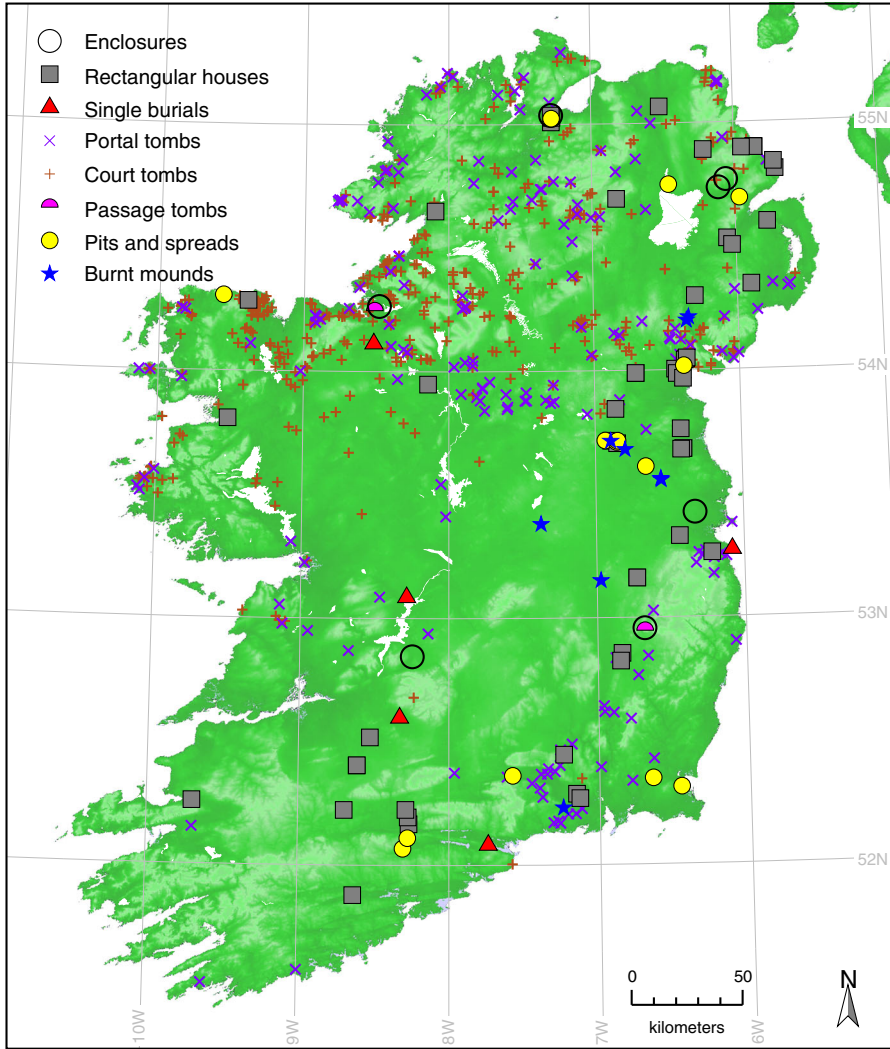 Enclosures
Rectangular houses
Single burials
Portal tombs
Court tombs
Passage tombs
Pits and spreads
Burnt mounds
55N
54N
53N
52N
10W
9W
8W
7W
6W
0 50
kilometers
N